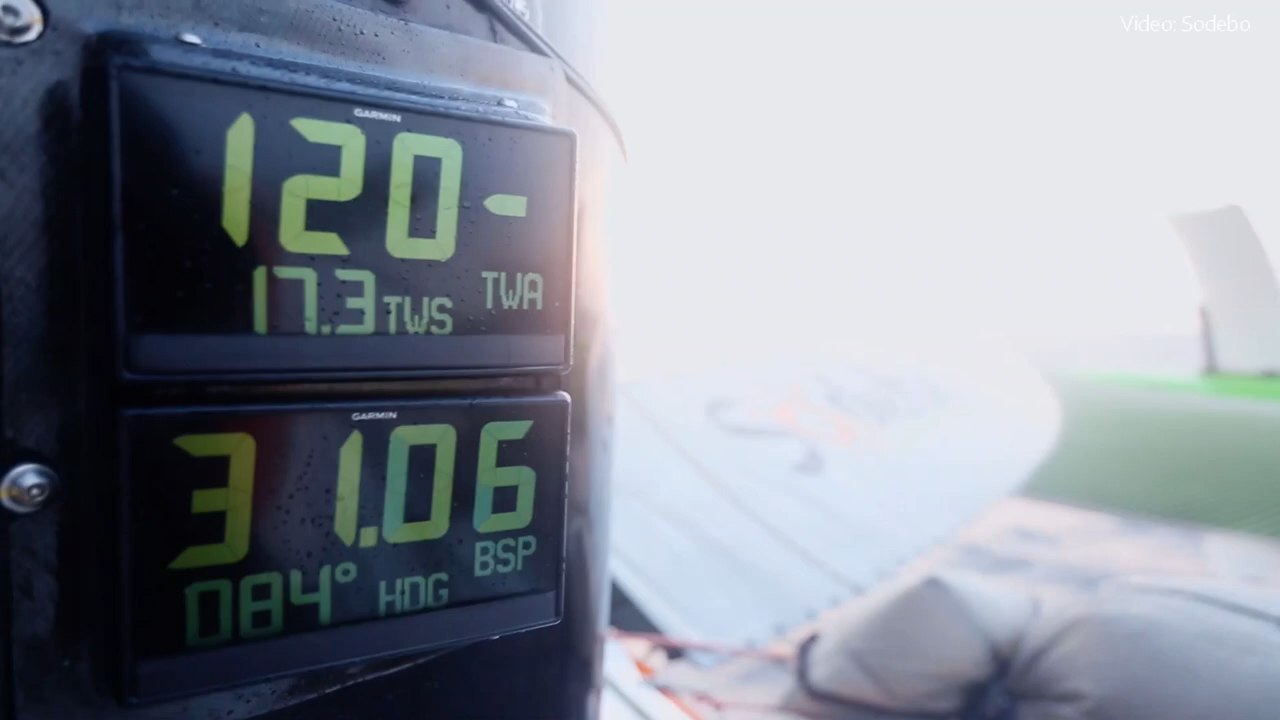 Video: Sodebo
GARMIN
120-
17.3 TWS TWA
GARMIN
31.06
BSP
084° HDG